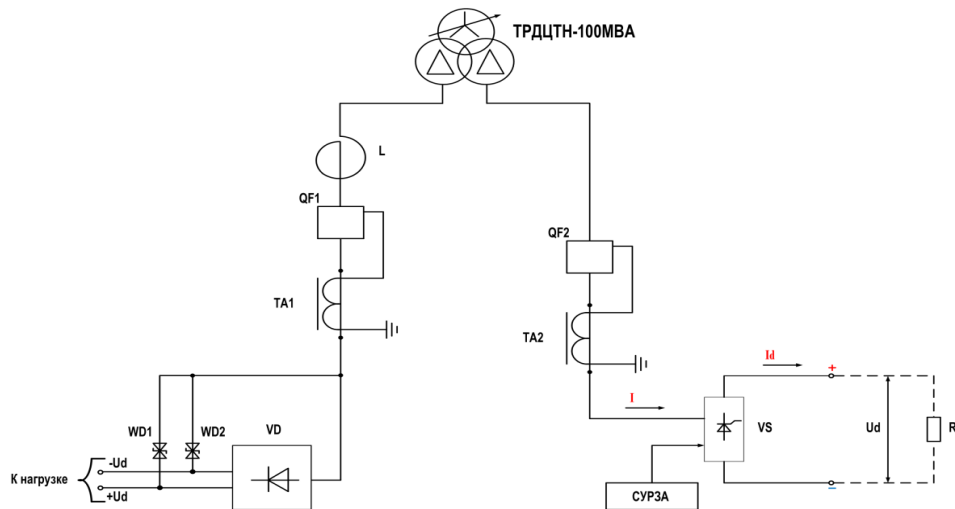 ТРДЦТН-100МВА
L
QF1
QF2
TA1
TA2
Id
+
I
WD1
WD2
VD
VS
Ud
R
-Ud
К нагрузке
+Ud
СУРЗА
–